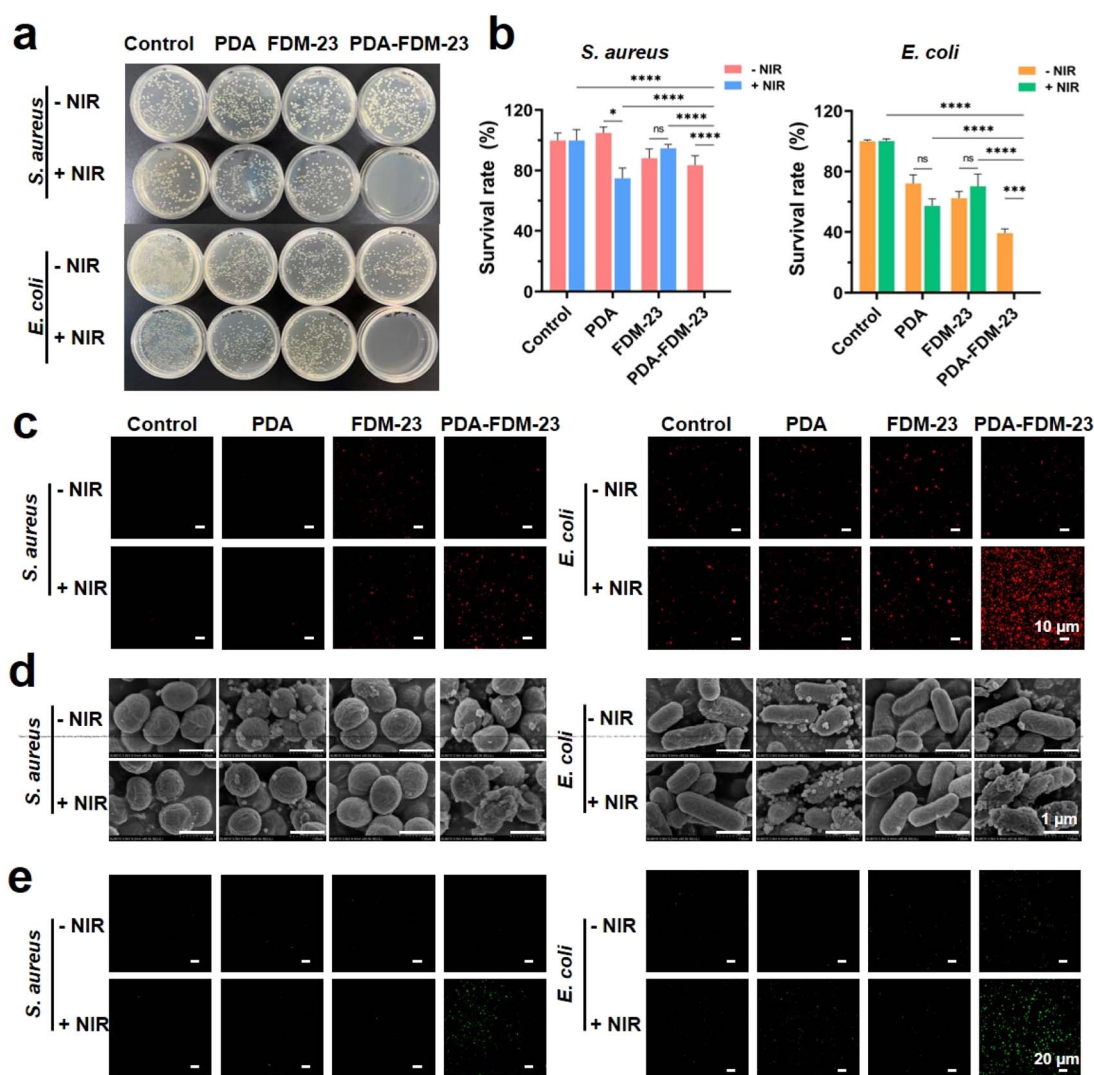 a
Control PDA FDM-23 PDA-FDM-23
S. aureus
- NIR
+ NIR
E. coli
- NIR
+ NIR
b
S. aureus
- NIR
+ NIR
****
****
* ns **** ****
Survival rate (%)
120
80
40
0
Control PDA FDM-23 PDA-FDM-23
E. coli
- NIR
+ NIR
****
****
ns ns **** ***
Survival rate (%)
120
80
40
0
Control PDA FDM-23 PDA-FDM-23
c
Control PDA FDM-23 PDA-FDM-23
S. aureus
- NIR
+ NIR
Control PDA FDM-23 PDA-FDM-23
E. coli
- NIR
+ NIR
10 μm
d
S. aureus
- NIR
+ NIR
E. coli
- NIR
+ NIR
1 μm
e
S. aureus
- NIR
+ NIR
E. coli
- NIR
+ NIR
20 μm